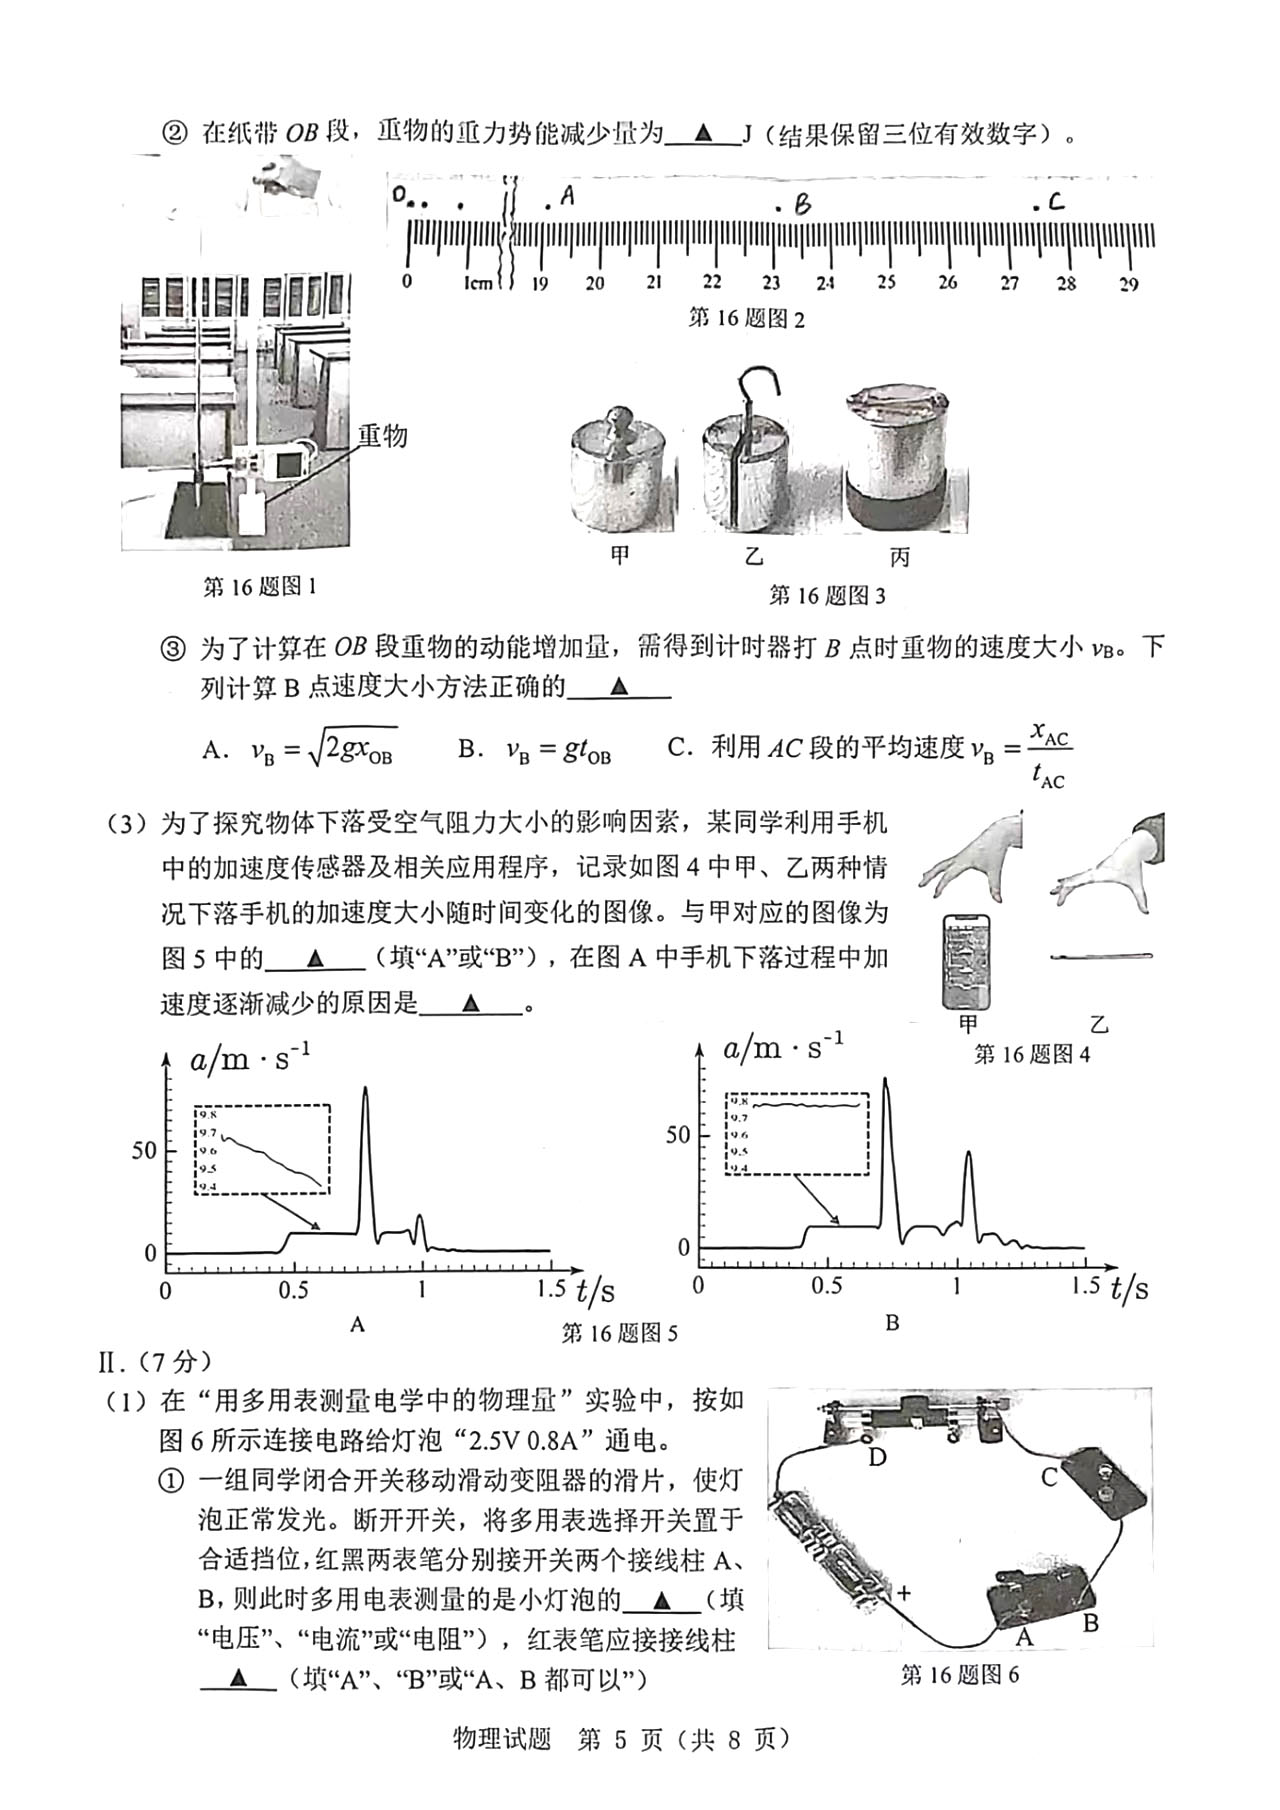 ② 在纸带 OB 段，重物的重力势能减少量为▲J（结果保留三位有效数字）。
O
A
B
C
0 1cm 19 20 21 22 23 24 25 26 27 28 29
第 16 题图 2
重物
甲 乙 丙
第 16 题图 1
第 16 题图 3
③ 为了计算在 OB 段重物的动能增加量，需得到计时器打 B 点时重物的速度大小 vB。下
列计算 B 点速度大小方法正确的▲
A． v_B = √(2gx_OB) B． v_B = gt_OB C．利用 AC 段的平均速度 v_B = x_AC / t_AC
（3）为了探究物体下落受空气阻力大小的影响因素，某同学利用手机
中的加速度传感器及相关应用程序，记录如图 4 中甲、乙两种情
况下落手机的加速度大小随时间变化的图像。与甲对应的图像为
图 5 中的▲（填“A”或“B”），在图 A 中手机下落过程中加
速度逐渐减少的原因是▲。
甲 乙
第 16 题图 4
a/m · s⁻¹
9.8
9.7
9.6
9.5
9.4
50
0
0 0.5 1 1.5 t/s
A
a/m · s⁻¹
9.8
9.7
9.6
9.5
9.4
50
0
0 0.5 1 1.5 t/s
B
第 16 题图 5
Ⅱ.（7 分）
（1）在“用多用表测量电学中的物理量”实验中，按如
图 6 所示连接电路给灯泡“2.5V 0.8A”通电。
① 一组同学闭合开关移动滑动变阻器的滑片，使灯
泡正常发光。断开开关，将多用表选择开关置于
合适挡位,红黑两表笔分别接开关两个接线柱 A、
B，则此时多用电表测量的是小灯泡的▲（填
“电压”、“电流”或“电阻”），红表笔应接接线柱
▲（填“A”、“B”或“A、B 都可以”）
D
C
+
A
B
第 16 题图 6
物理试题 第 5 页（共 8 页）